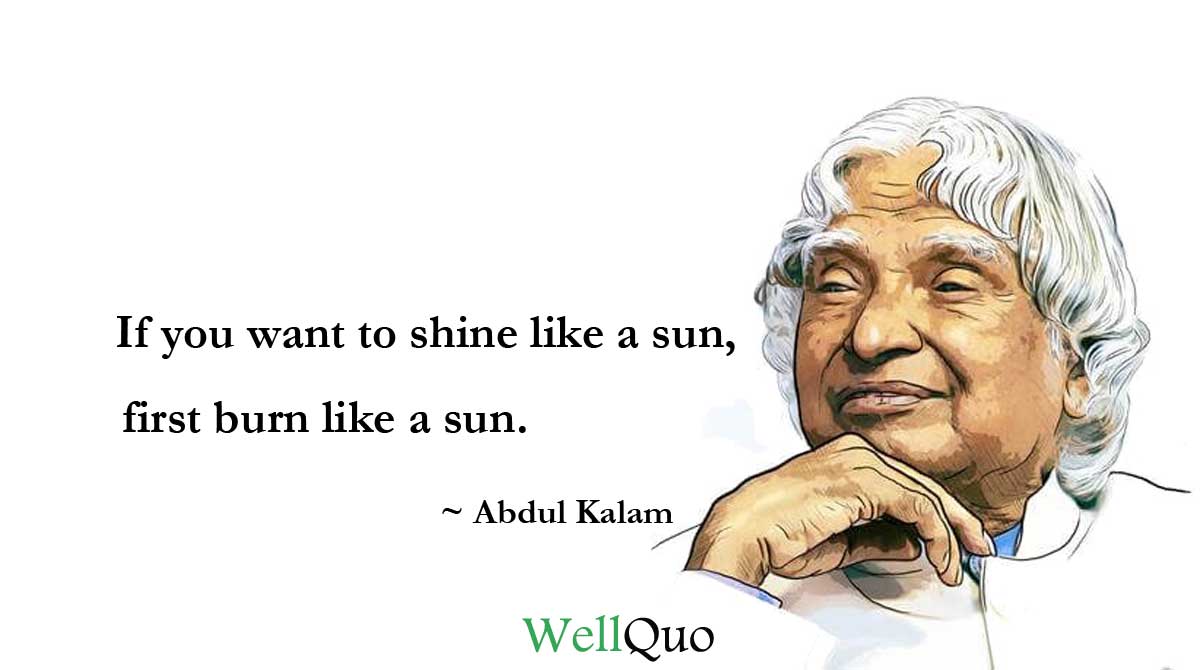 If you want to shine like a sun,
first burn like a sun.
~ Abdul Kalam
WellQuo